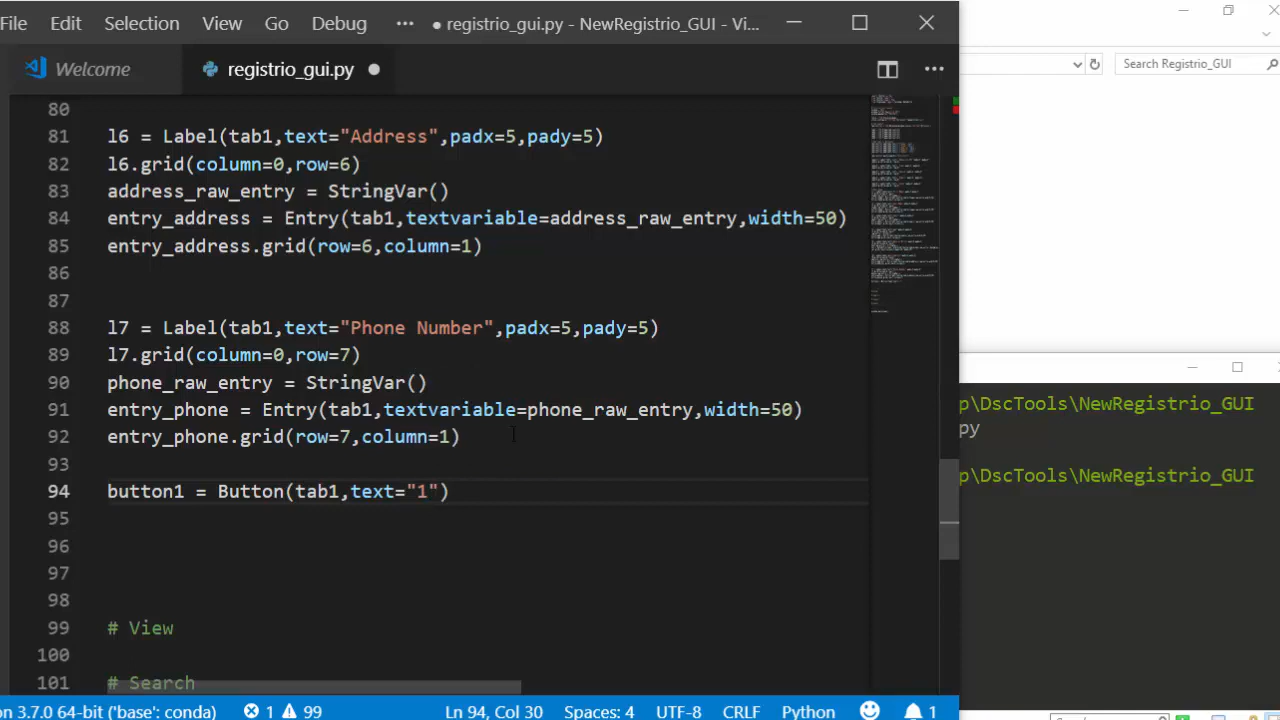 File Edit Selection View Go Debug ··· ● registrio_gui.py - NewRegistrio_GUI - Vi...
Welcome registrio_gui.py ● ···
Search Registrio_GUI
80
81 l6 = Label(tab1,text="Address",padx=5,pady=5)
82 l6.grid(column=0,row=6)
83 address_raw_entry = StringVar()
84 entry_address = Entry(tab1,textvariable=address_raw_entry,width=50)
85 entry_address.grid(row=6,column=1)
86
87
88 l7 = Label(tab1,text="Phone Number",padx=5,pady=5)
89 l7.grid(column=0,row=7)
90 phone_raw_entry = StringVar()
91 entry_phone = Entry(tab1,textvariable=phone_raw_entry,width=50)
92 entry_phone.grid(row=7,column=1)
93
94 button1 = Button(tab1,text="1")
95
96
97
98
99 # View
100
101 # Search
p\DscTools\NewRegistrio_GUI
py
p\DscTools\NewRegistrio_GUI
n 3.7.0 64-bit ('base': conda) 1 99 Ln 94, Col 30 Spaces: 4 UTF-8 CRLF Python 1